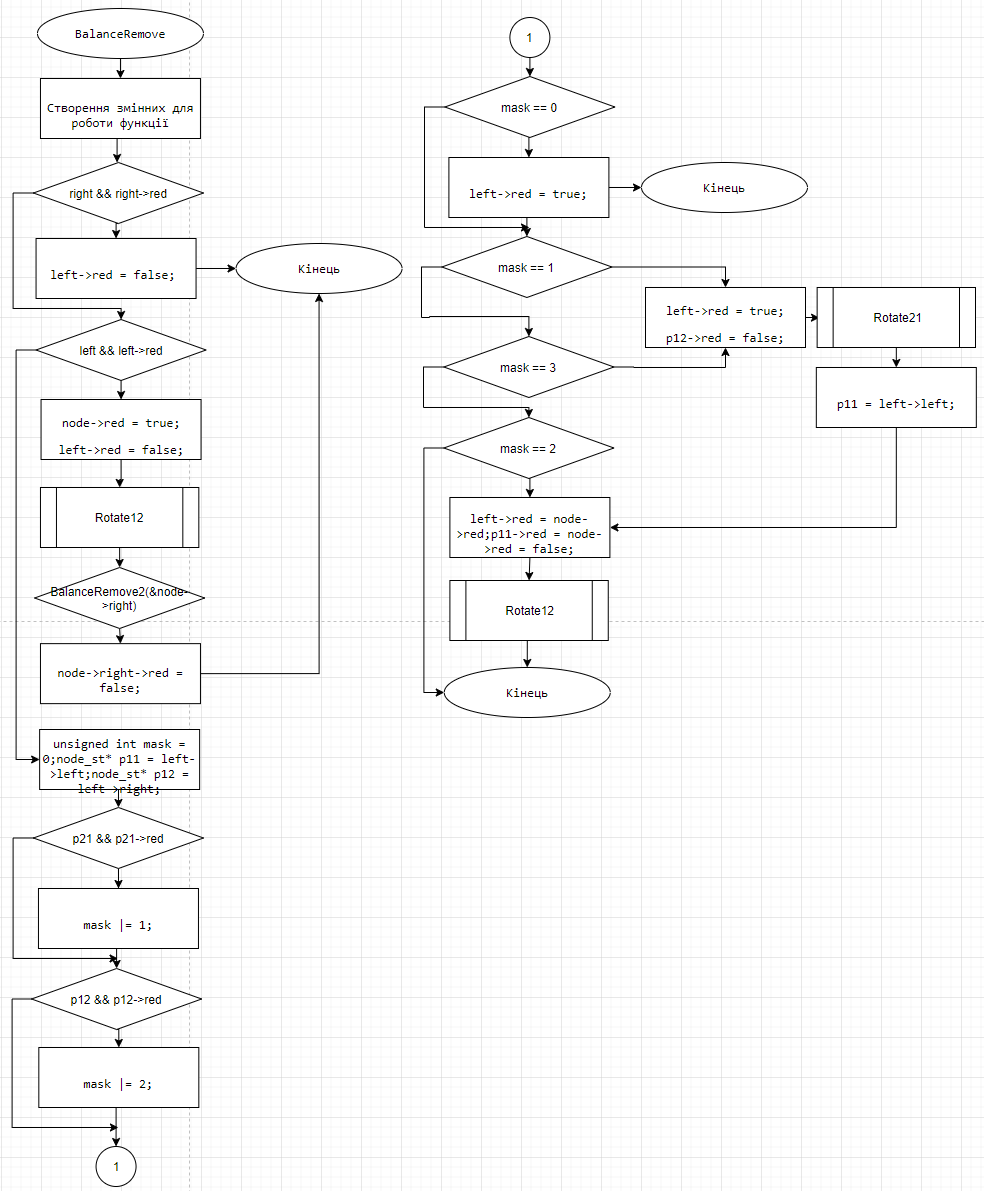 BalanceRemove
Створення змінних для
роботи функції
right && right->red
left->red = false;
Кінець
left && left->red
node->red = true;
left->red = false;
Rotate12
BalanceRemove2(&node-
>right)
node->right->red =
false;
unsigned int mask =
0;node_st* p11 = left-
>left;node_st* p12 =
left->right;
p21 && p21->red
mask |= 1;
p12 && p12->red
mask |= 2;
1
1
mask == 0
left->red = true;
Кінець
mask == 1
left->red = true;
p12->red = false;
Rotate21
mask == 3
p11 = left->left;
mask == 2
left->red = node-
>red;p11->red = node-
>red = false;
Rotate12
Кінець